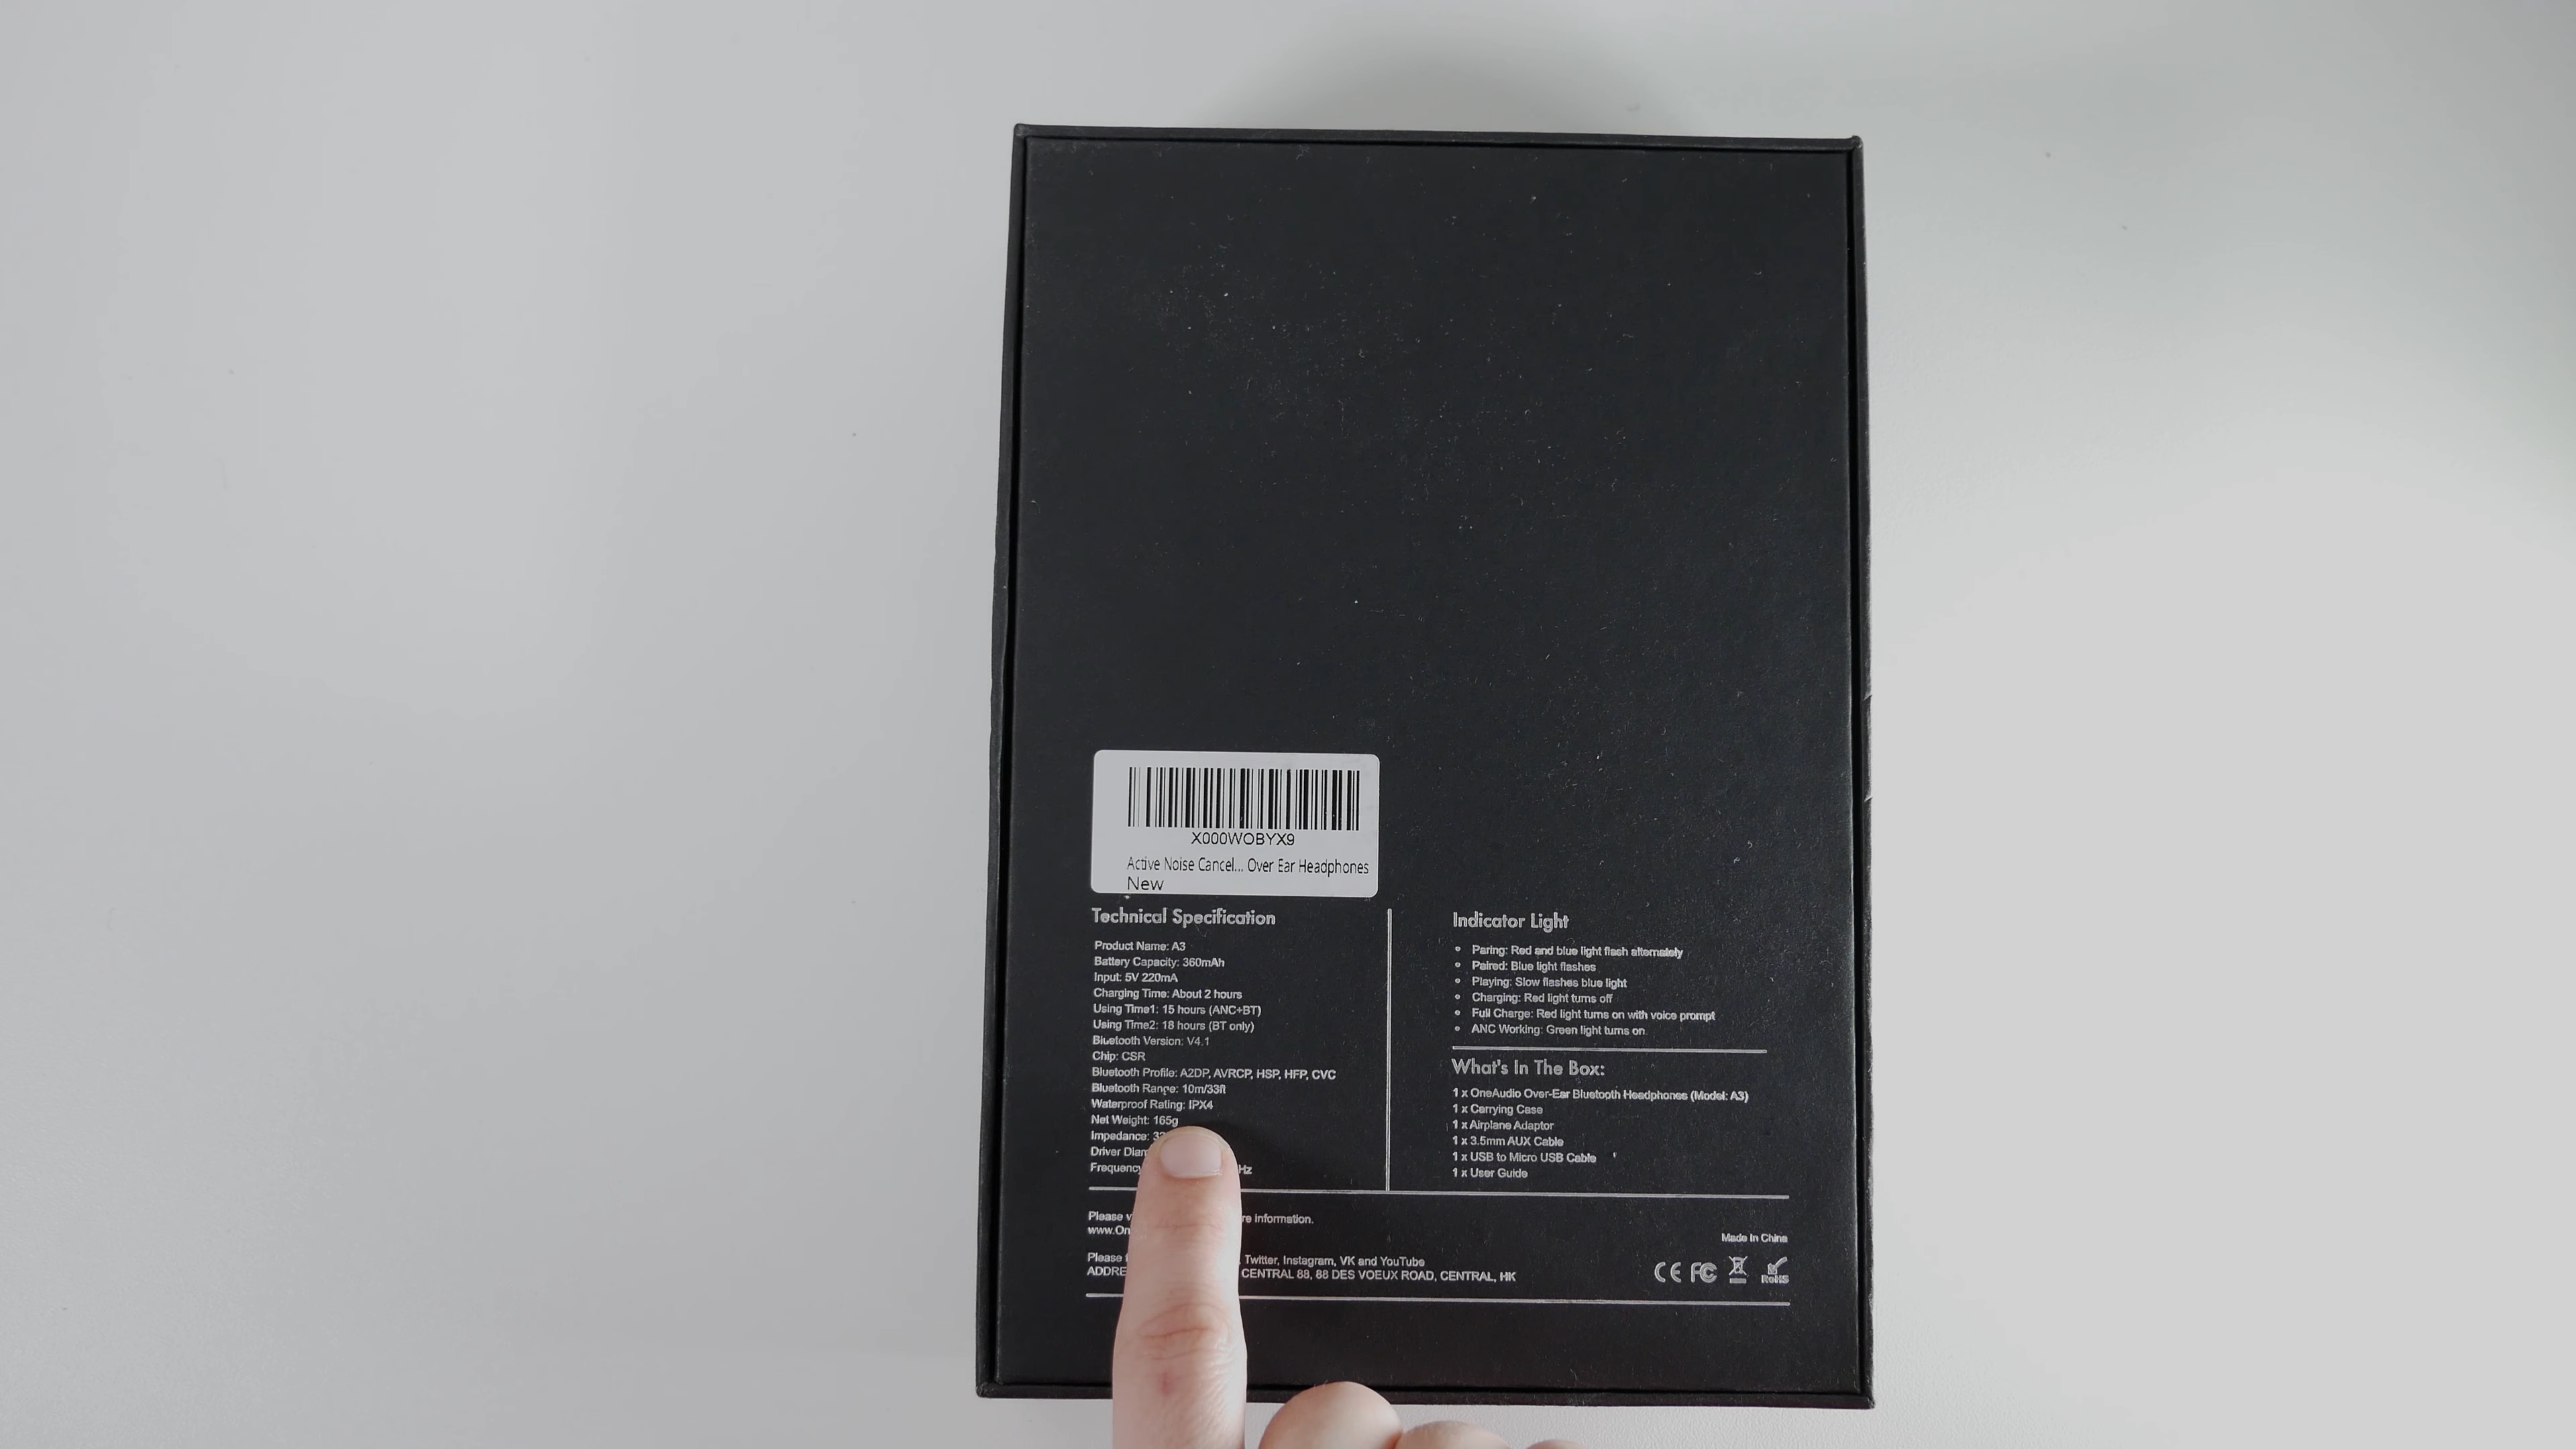 X000WOBYX9
Active Noise Cancel... Over Ear Headphones
New
Technical Specification
Product Name: A3
Battery Capacity: 360mAh
Input: 5V 220mA
Charging Time: About 2 hours
Using Time1: 15 hours (ANC+BT)
Using Time2: 18 hours (BT only)
Bluetooth Version: V4.1
Chip: CSR
Bluetooth Profile: A2DP, AVRCP, HSP, HFP, CVC
Bluetooth Range: 10m/33ft
Waterproof Rating: IPX4
Net Weight: 165g
Impedance:
Driver
Frequency Hz
Indicator Light
Paring: Red and blue light flash alternately
Paired: Blue light flashes
Playing: Slow flashes blue light
Charging: Red light turns off
Full Charge: Red light turns on with voice prompt
ANC Working: Green light turns on
What's In The Box:
1 x OneAudio Over-Ear Bluetooth Headphones (Model: A3)
1 x Carrying Case
1 x Airplane Adaptor
1 x 3.5mm AUX Cable
1 x USB to Micro USB Cable
1 x User Guide
Please information.
Please Twitter, Instagram, VK and YouTube
CENTRAL 88, 88 DES VOEUX ROAD, CENTRAL, HK
Made In China
CE FC RoHS